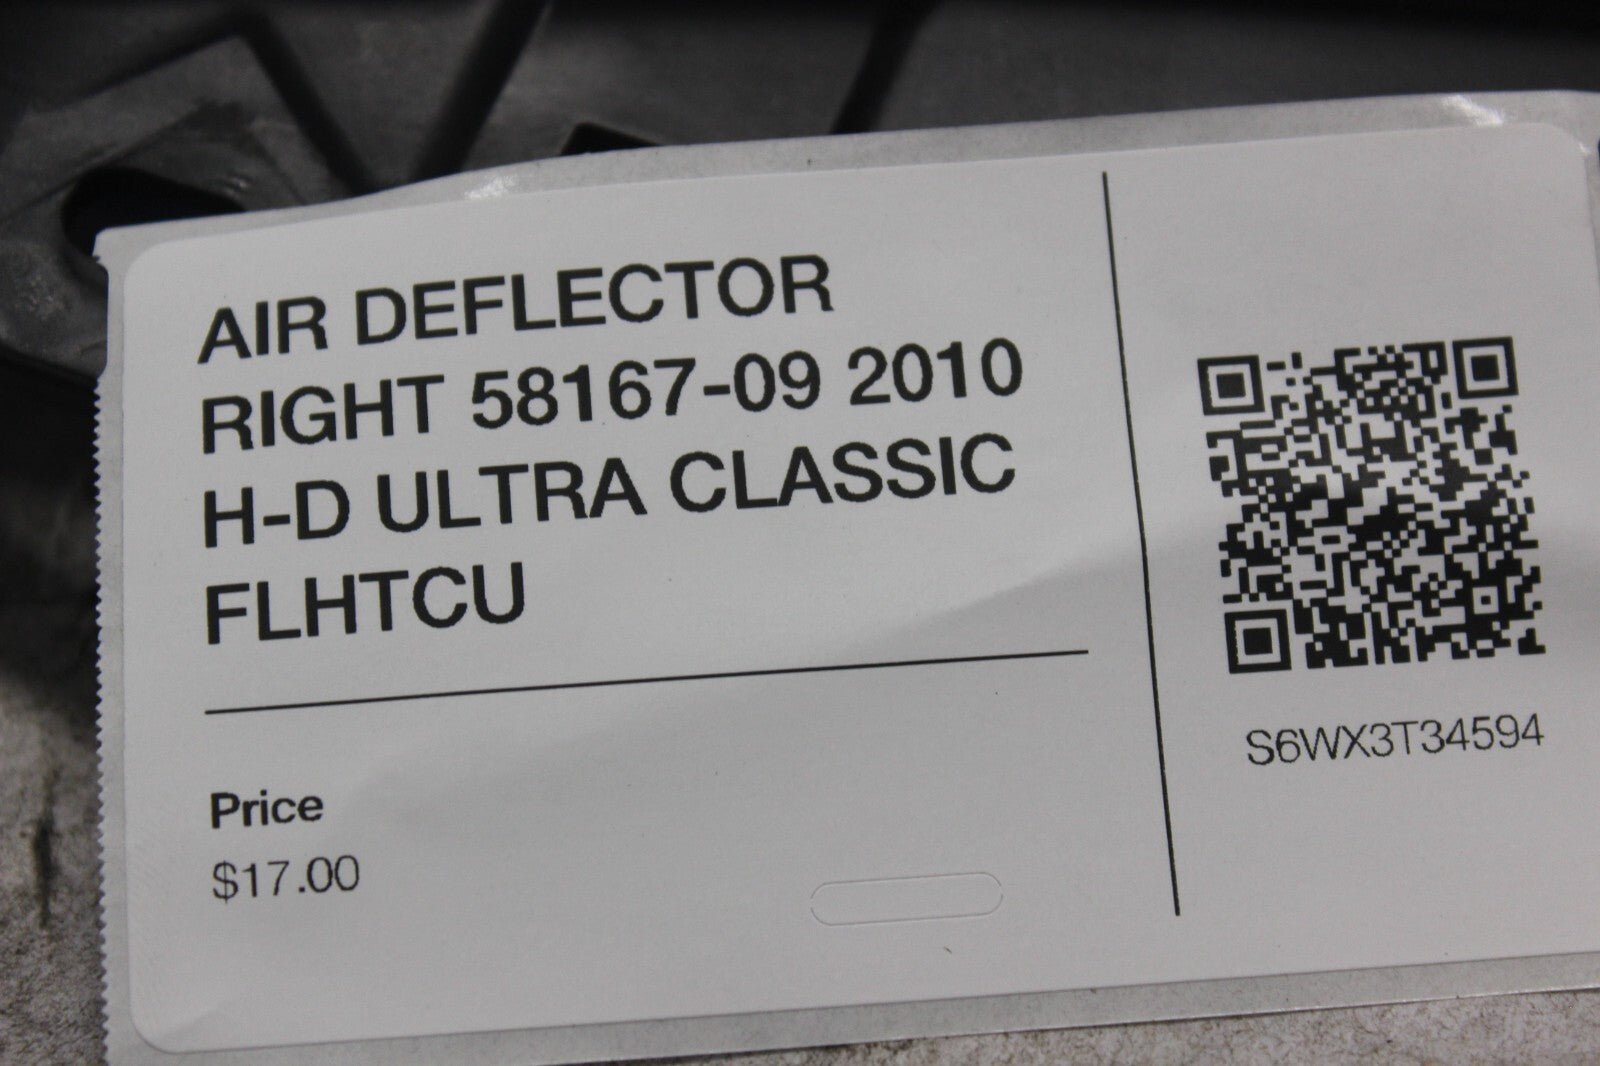 AIR DEFLECTOR
RIGHT 58167-09 2010
H-D ULTRA CLASSIC
FLHTCU
Price
$17.00
S6WX3T34594